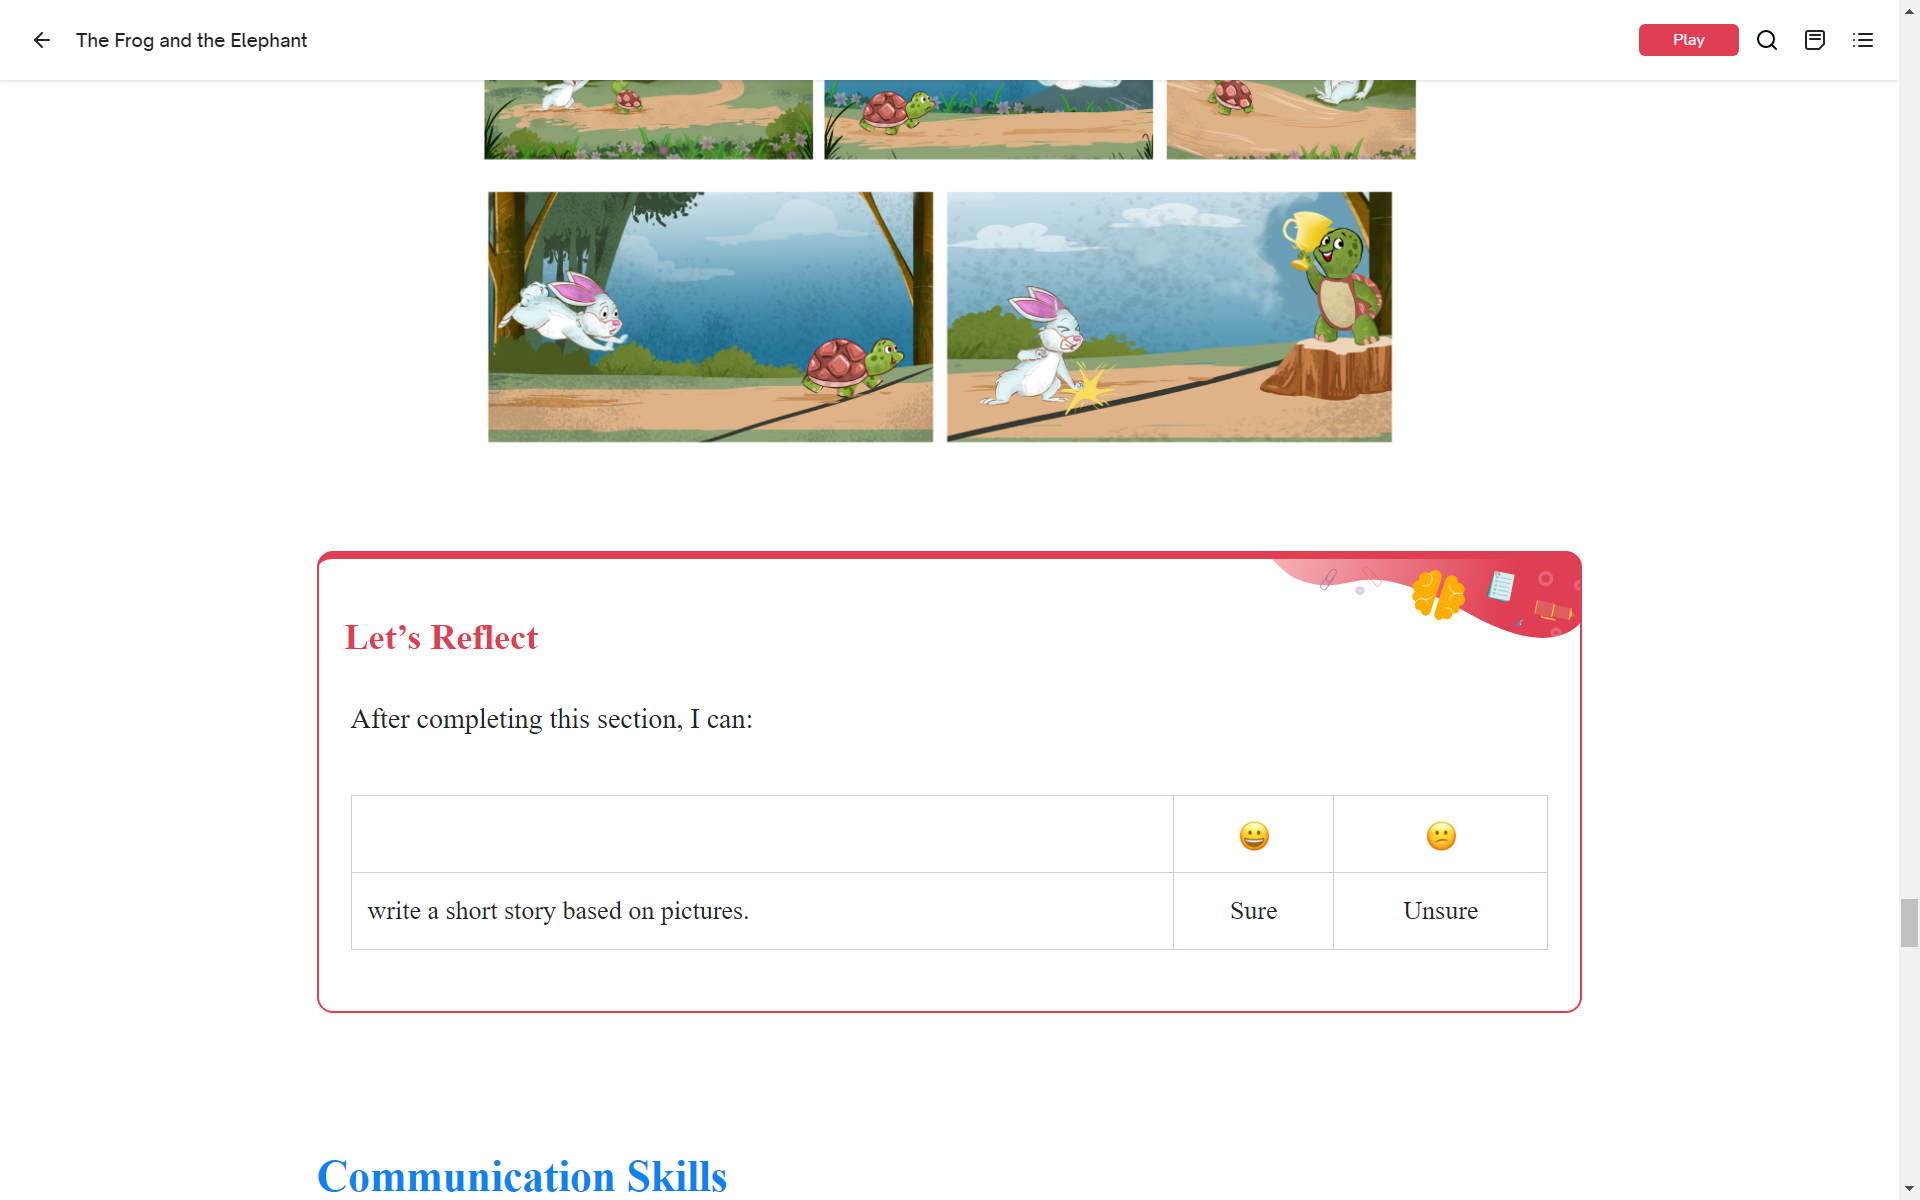 The Frog and the Elephant
Play
Let’s Reflect
After completing this section, I can:
write a short story based on pictures.
Sure
Unsure
Communication Skills